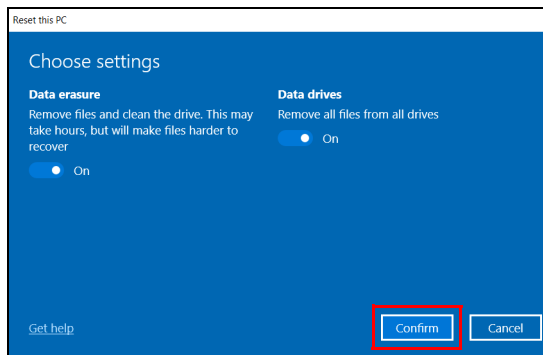 Reset this PC
Choose settings
Data erasure
Remove files and clean the drive. This may
take hours, but will make files harder to
recover
On
Data drives
Remove all files from all drives
On
Get help
Confirm
Cancel